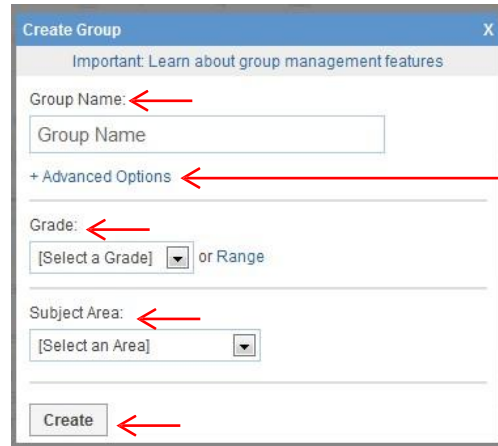 Create Group X
Important: Learn about group management features
Group Name:
Group Name
+ Advanced Options
Grade:
[Select a Grade] or Range
Subject Area:
[Select an Area]
Create